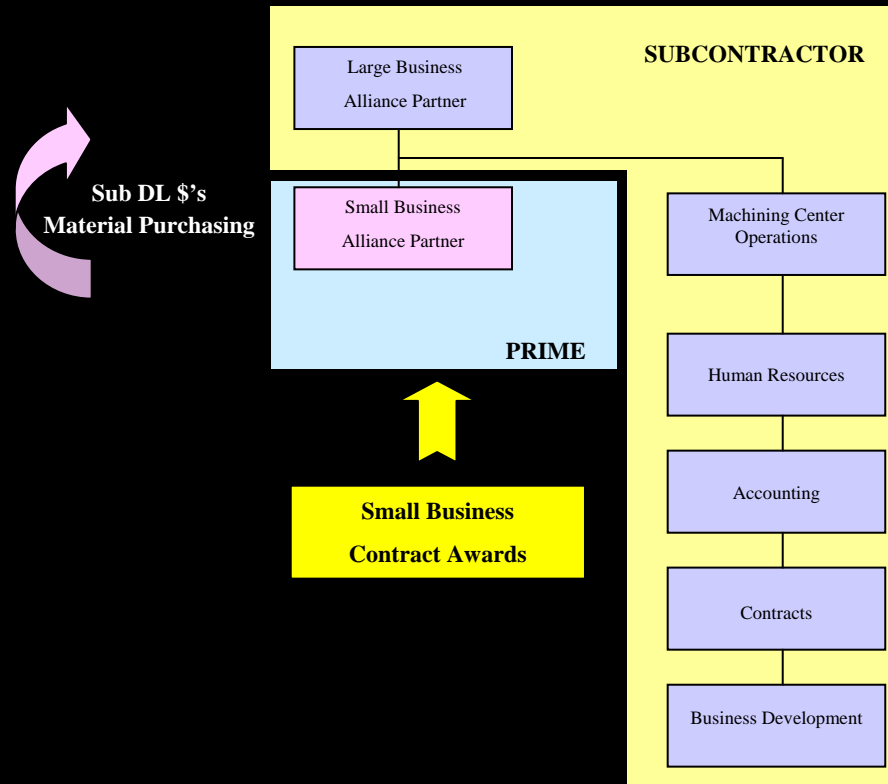 SUBCONTRACTOR
Large Business
Alliance Partner
Sub DL $’s
Material Purchasing
Small Business
Alliance Partner
PRIME
Small Business
Contract Awards
Machining Center
Operations
Human Resources
Accounting
Contracts
Business Development